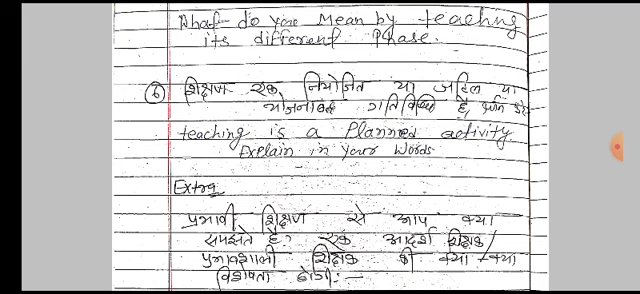 What do you Mean by teaching
its different Phase.
⑥ शिक्षण एक नियोजित या जटिल या
योजनाबद्ध गतिविधि है,
teaching is a Planned activity.
Explain in your words
Extra
प्रभावी शिक्षण से आप क्या
समझते है? एक आदर्श शिक्षक/
प्रभावशाली शिक्षक की क्या-क्या
विशेषता होगी:-